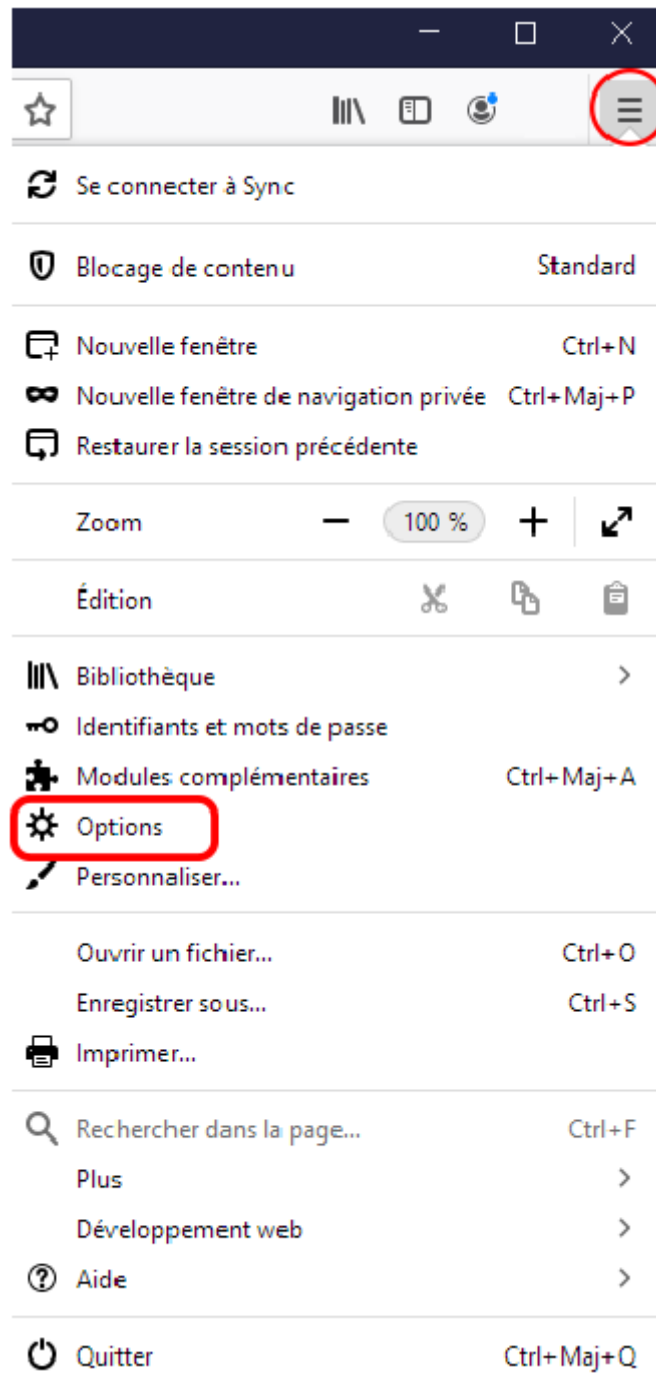 Se connecter à Sync
Blocage de contenu Standard
Nouvelle fenêtre Ctrl+N
Nouvelle fenêtre de navigation privée Ctrl+Maj+P
Restaurer la session précédente
Zoom 100 %
Édition
Bibliothèque
Identifiants et mots de passe
Modules complémentaires Ctrl+Maj+A
Options
Personnaliser...
Ouvrir un fichier... Ctrl+O
Enregistrer sous... Ctrl+S
Imprimer...
Rechercher dans la page... Ctrl+F
Plus
Développement web
Aide
Quitter Ctrl+Maj+Q